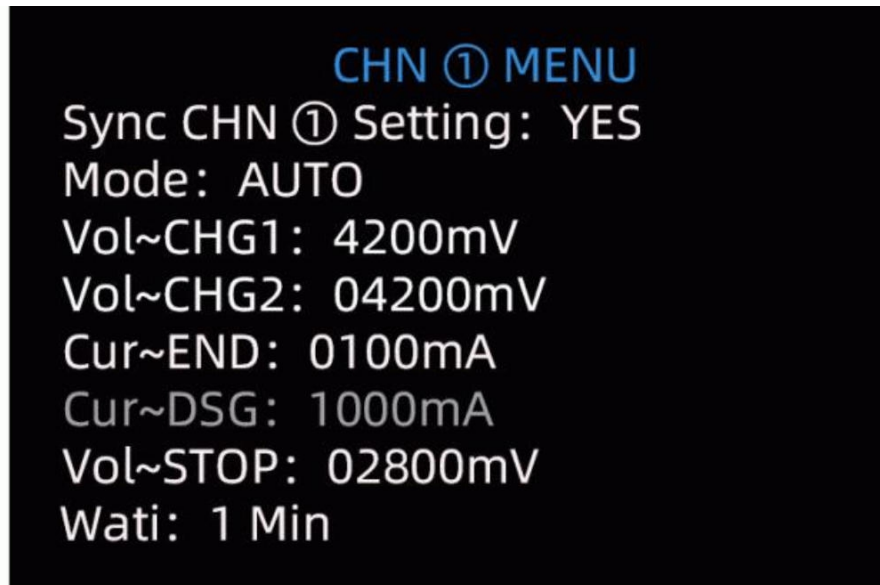 CHN ① MENU
Sync CHN ① Setting: YES
Mode: AUTO
Vol~CHG1: 4200mV
Vol~CHG2: 04200mV
Cur~END: 0100mA
Cur~DSG: 1000mA
Vol~STOP: 02800mV
Wati: 1 Min